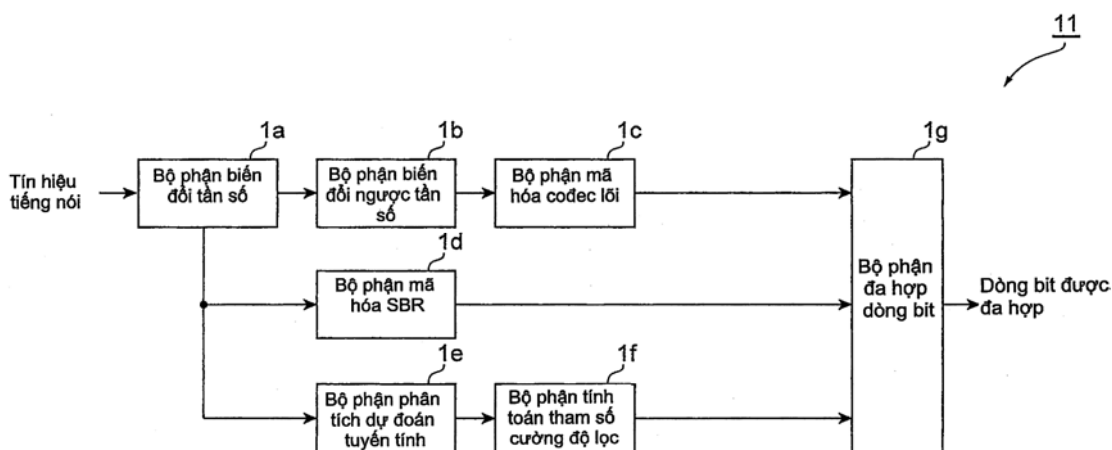 11
1a
1b
1c
1g
Tín hiệu
tiếng nói
Bộ phận biến
đổi tần số
Bộ phận biến
đổi ngược tần
số
Bộ phận mã
hóa codec lõi
1d
Bộ phận mã
hóa SBR
Bộ phận
đa hợp
dòng bit
Dòng bit được
đa hợp
1e
1f
Bộ phận phân
tích dự đoán
tuyến tính
Bộ phận tính
toán tham số
cường độ lọc